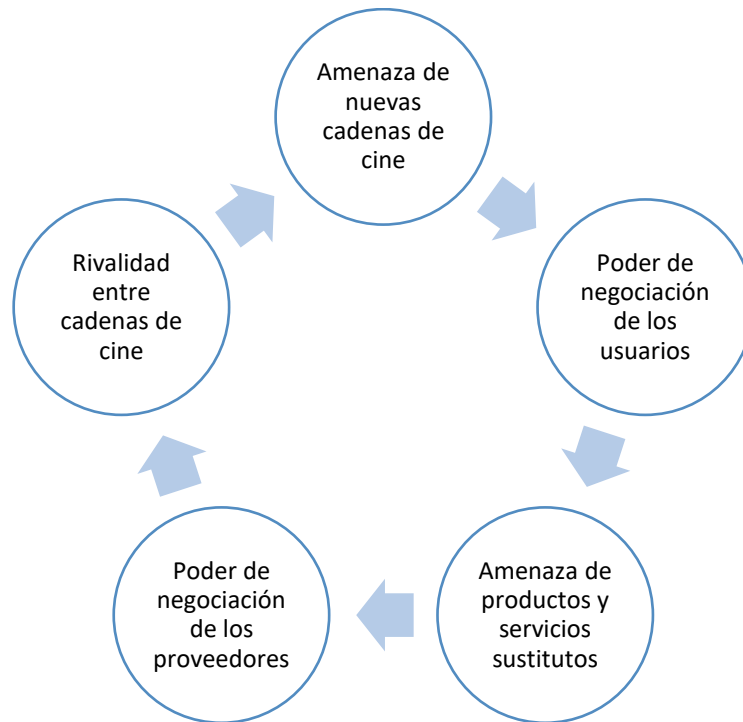 Amenaza de
nuevas
cadenas de
cine
Poder de
negociación
de los
usuarios
Amenaza de
productos y
servicios
sustitutos
Poder de
negociación
de los
proveedores
Rivalidad
entre
cadenas de
cine